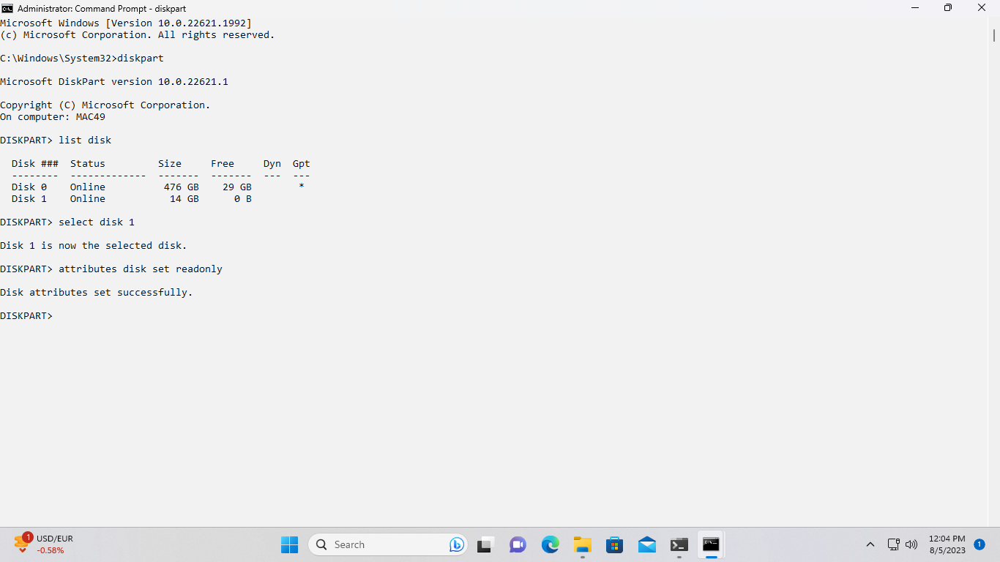 Administrator: Command Prompt - diskpart
Microsoft Windows [Version 10.0.22621.1992]
(c) Microsoft Corporation. All rights reserved.
C:\Windows\System32>diskpart
Microsoft DiskPart version 10.0.22621.1
Copyright (C) Microsoft Corporation.
On computer: MAC49
DISKPART> list disk
  Disk ###  Status         Size     Free     Dyn  Gpt
  --------  -------------  -------  -------  ---  ---
  Disk 0    Online          476 GB    29 GB        *
  Disk 1    Online           14 GB      0 B
DISKPART> select disk 1
Disk 1 is now the selected disk.
DISKPART> attributes disk set readonly
Disk attributes set successfully.
DISKPART>
1
USD/EUR
-0.58%
Search
12:04 PM
8/5/2023
1